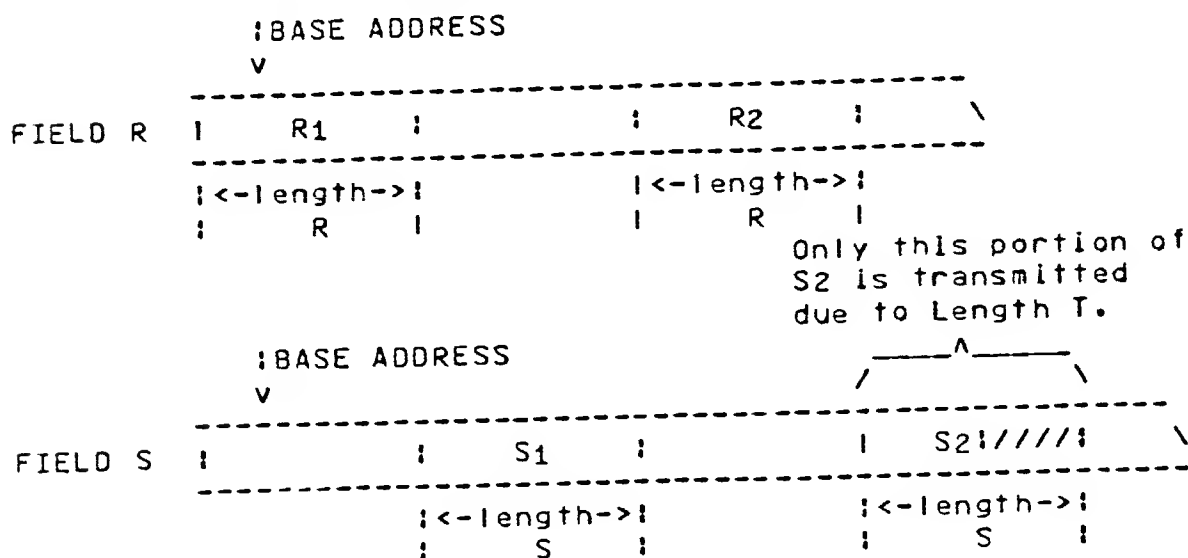 BASE ADDRESS
FIELD R R1 R2
<-length-> <-length->
R R
Only this portion of
S2 is transmitted
due to Length T.
BASE ADDRESS
FIELD S S1 S2////
<-length-> <-length->
S S